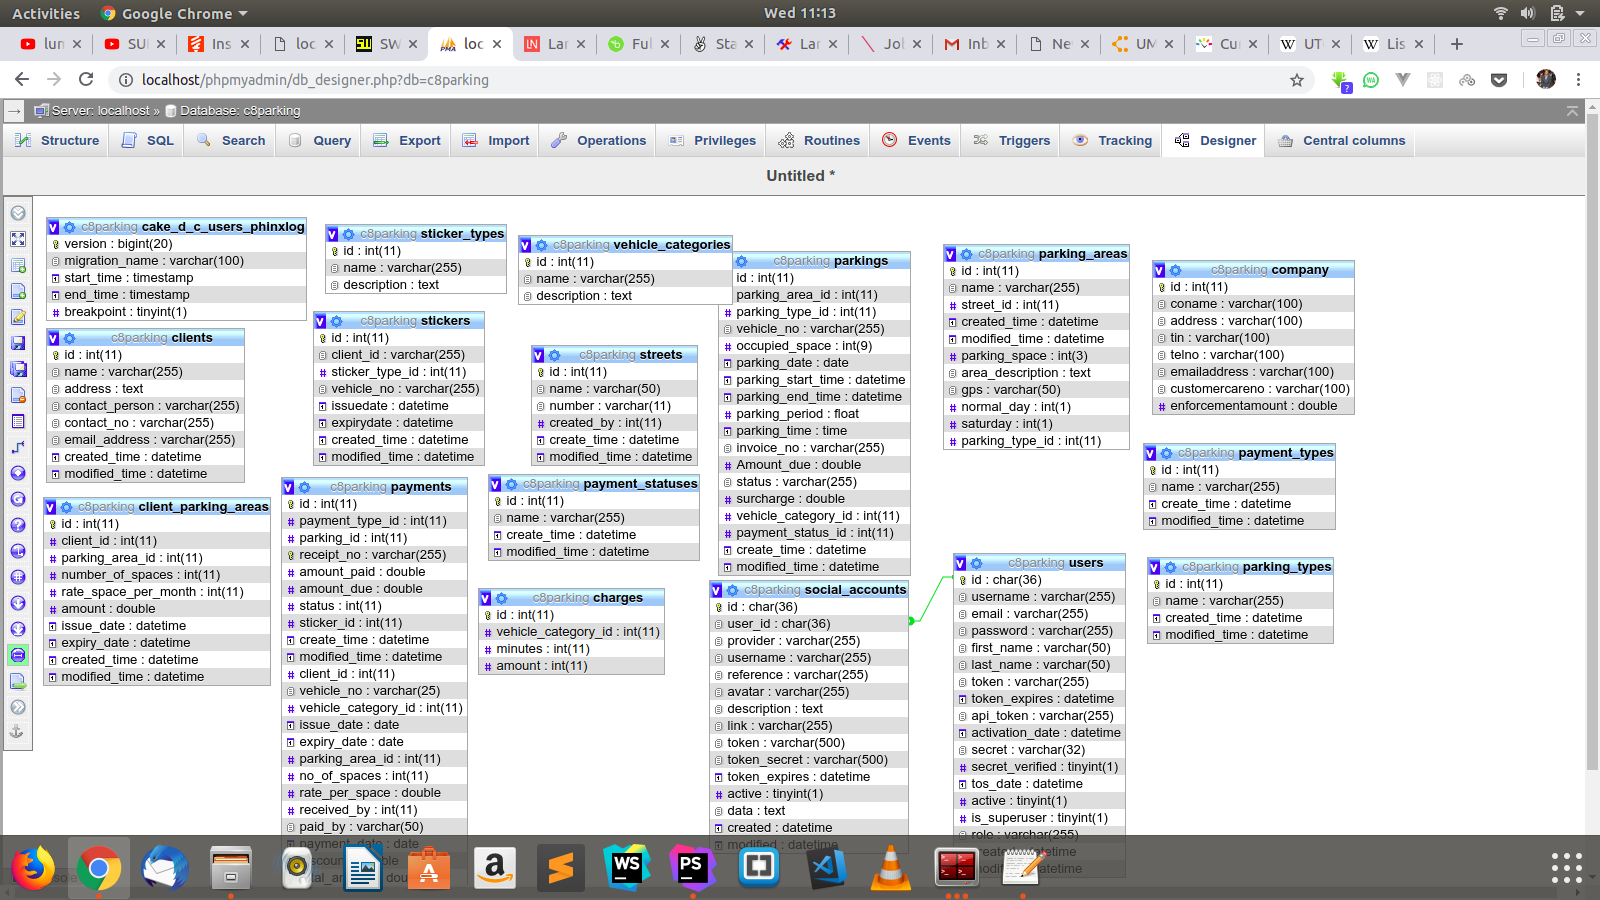 Activities
Google Chrome
Wed 11:13
lun
SUI
Ins
loc
SW
loc
Lar
Ful
Sta
Lar
Jol
Inb
Ne
UM
Cu
UT
Lis
localhost/phpmyadmin/db_designer.php?db=c8parking
Server: localhost » Database: c8parking
Structure
SQL
Search
Query
Export
Import
Operations
Privileges
Routines
Events
Triggers
Tracking
Designer
Central columns
Untitled *
c8parking cake_d_c_users_phinxlog
version : bigint(20)
migration_name : varchar(100)
start_time : timestamp
end_time : timestamp
breakpoint : tinyint(1)
c8parking clients
id : int(11)
name : varchar(255)
address : text
contact_person : varchar(255)
contact_no : varchar(255)
email_address : varchar(255)
created_time : datetime
modified_time : datetime
c8parking client_parking_areas
id : int(11)
client_id : int(11)
parking_area_id : int(11)
number_of_spaces : int(11)
rate_space_per_month : int(11)
amount : double
issue_date : datetime
expiry_date : datetime
created_time : datetime
modified_time : datetime
c8parking sticker_types
id : int(11)
name : varchar(255)
description : text
c8parking stickers
id : int(11)
client_id : varchar(255)
sticker_type_id : int(11)
vehicle_no : varchar(255)
issuedate : datetime
expirydate : datetime
created_time : datetime
modified_time : datetime
c8parking payments
id : int(11)
payment_type_id : int(11)
parking_id : int(11)
receipt_no : varchar(255)
amount_paid : double
amount_due : double
status : int(11)
sticker_id : int(11)
create_time : datetime
modified_time : datetime
client_id : int(11)
vehicle_no : varchar(25)
vehicle_category_id : int(11)
issue_date : date
expiry_date : date
parking_area_id : int(11)
no_of_spaces : int(11)
rate_per_space : double
received_by : int(11)
paid_by : varchar(50)
payment_date : date
c8parking vehicle_categories
id : int(11)
name : varchar(255)
description : text
c8parking streets
id : int(11)
name : varchar(50)
number : varchar(11)
created_by : int(11)
create_time : datetime
modified_time : datetime
c8parking payment_statuses
id : int(11)
name : varchar(255)
create_time : datetime
modified_time : datetime
c8parking charges
id : int(11)
vehicle_category_id : int(11)
minutes : int(11)
amount : int(11)
c8parking parkings
id : int(11)
parking_area_id : int(11)
parking_type_id : int(11)
vehicle_no : varchar(255)
occupied_space : int(9)
parking_date : date
parking_start_time : datetime
parking_end_time : datetime
parking_period : float
parking_time : time
invoice_no : varchar(255)
Amount_due : double
status : varchar(255)
surcharge : double
vehicle_category_id : int(11)
payment_status_id : int(11)
create_time : datetime
modified_time : datetime
c8parking social_accounts
id : char(36)
user_id : char(36)
provider : varchar(255)
username : varchar(255)
reference : varchar(255)
avatar : varchar(255)
description : text
link : varchar(255)
token : varchar(500)
token_secret : varchar(500)
token_expires : datetime
active : tinyint(1)
data : text
created : datetime
modified : datetime
c8parking parking_areas
id : int(11)
name : varchar(255)
street_id : int(11)
created_time : datetime
modified_time : datetime
parking_space : int(3)
area_description : text
gps : varchar(50)
normal_day : int(1)
saturday : int(1)
parking_type_id : int(11)
c8parking users
id : char(36)
username : varchar(255)
email : varchar(255)
password : varchar(255)
first_name : varchar(50)
last_name : varchar(50)
token : varchar(255)
token_expires : datetime
api_token : varchar(255)
activation_date : datetime
secret : varchar(32)
secret_verified : tinyint(1)
tos_date : datetime
active : tinyint(1)
is_superuser : tinyint(1)
role : varchar(255)
c8parking company
id : int(11)
coname : varchar(100)
address : varchar(100)
tin : varchar(100)
telno : varchar(100)
emailaddress : varchar(100)
customercareno : varchar(100)
enforcementamount : double
c8parking payment_types
id : int(11)
name : varchar(255)
create_time : datetime
modified_time : datetime
c8parking parking_types
id : int(11)
name : varchar(255)
created_time : datetime
modified_time : datetime